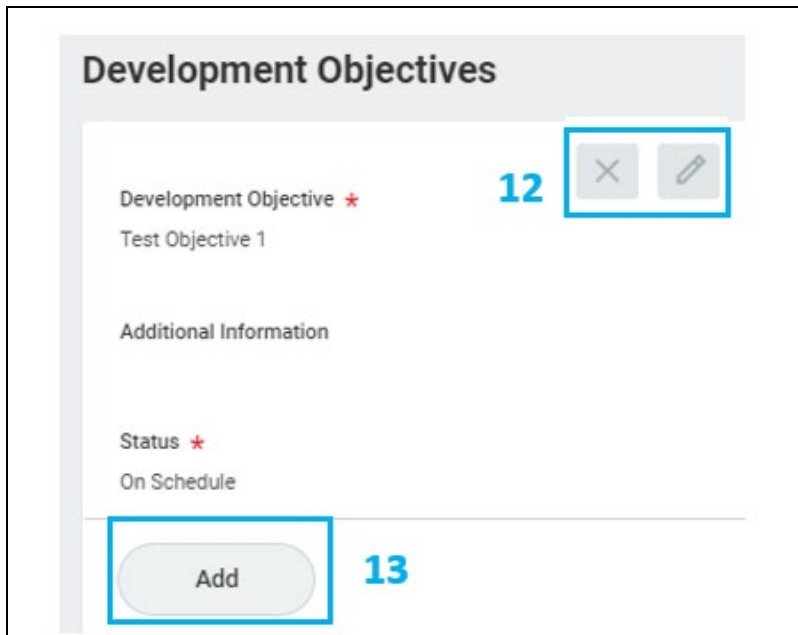 Development Objectives
12
Development Objective *
Test Objective 1
Additional Information
Status *
On Schedule
Add
13